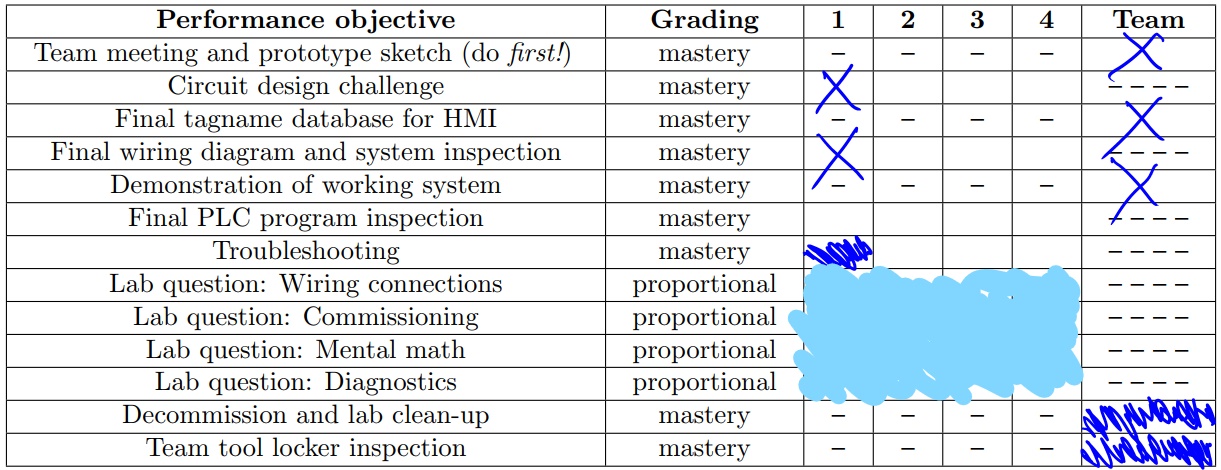 Performance objective Grading 1 2 3 4 Team
Team meeting and prototype sketch (do first!) mastery – – – –
Circuit design challenge mastery – – – –
Final tagname database for HMI mastery – – – –
Final wiring diagram and system inspection mastery – – – –
Demonstration of working system mastery – – – –
Final PLC program inspection mastery – – – –
Troubleshooting mastery – – – –
Lab question: Wiring connections proportional – – – –
Lab question: Commissioning proportional – – – –
Lab question: Mental math proportional – – – –
Lab question: Diagnostics proportional – – – –
Decommission and lab clean-up mastery – – – –
Team tool locker inspection mastery – – – –